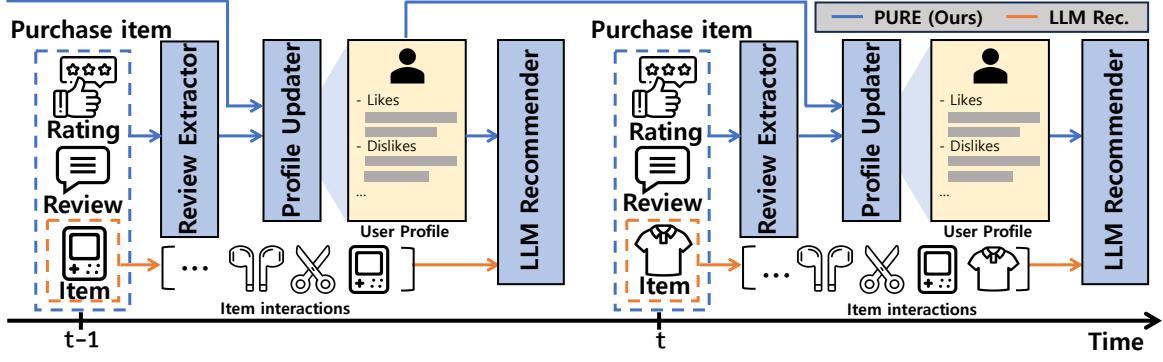 PURE (Ours)
LLM Rec.
Purchase item
Rating
Review
Item
Review Extractor
Profile Updater
- Likes
- Dislikes
...
User Profile
LLM Recommender
...
Item interactions
Purchase item
Rating
Review
Item
Review Extractor
Profile Updater
- Likes
- Dislikes
...
User Profile
LLM Recommender
...
Item interactions
t-1
t
Time